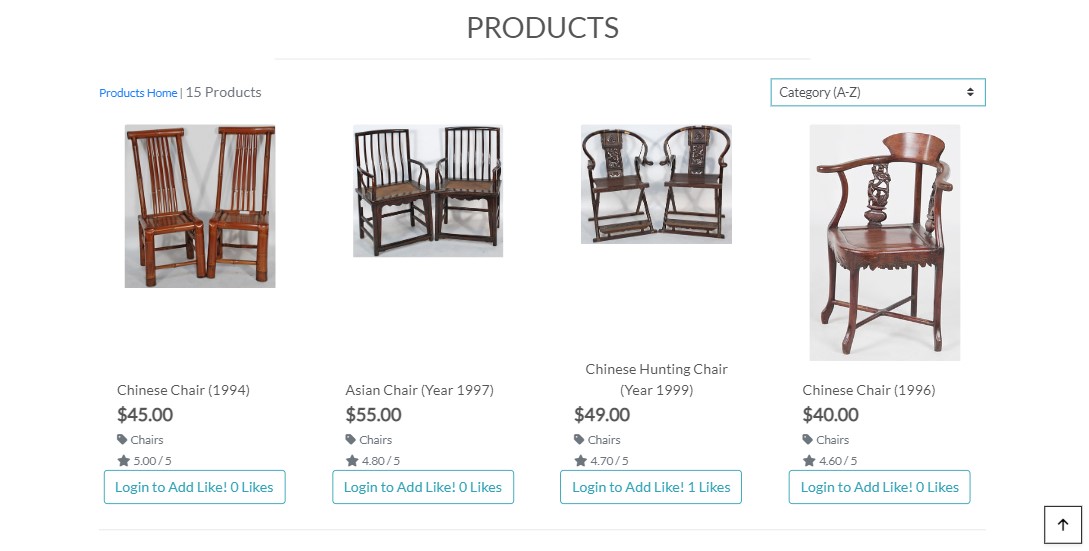 PRODUCTS
Products Home | 15 Products
Category (A-Z)
Chinese Chair (1994)
$45.00
Chairs
5.00 / 5
Login to Add Like! 0 Likes
Asian Chair (Year 1997)
$55.00
Chairs
4.80 / 5
Login to Add Like! 0 Likes
Chinese Hunting Chair
(Year 1999)
$49.00
Chairs
4.70 / 5
Login to Add Like! 1 Likes
Chinese Chair (1996)
$40.00
Chairs
4.60 / 5
Login to Add Like! 0 Likes